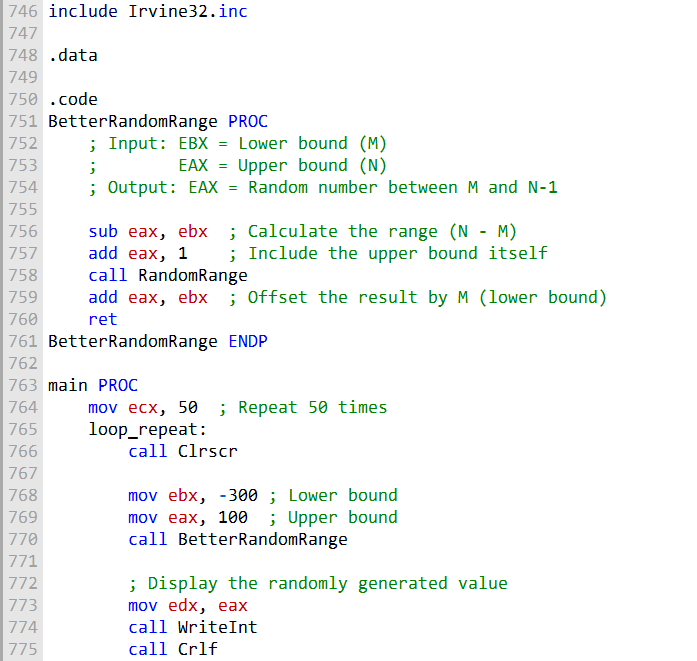 746 include Irvine32.inc
747
748 .data
749
750 .code
751 BetterRandomRange PROC
752     ; Input: EBX = Lower bound (M)
753     ;        EAX = Upper bound (N)
754     ; Output: EAX = Random number between M and N-1
755
756     sub eax, ebx  ; Calculate the range (N - M)
757     add eax, 1    ; Include the upper bound itself
758     call RandomRange
759     add eax, ebx  ; Offset the result by M (lower bound)
760     ret
761 BetterRandomRange ENDP
762
763 main PROC
764     mov ecx, 50  ; Repeat 50 times
765     loop_repeat:
766         call Clrscr
767
768         mov ebx, -300 ; Lower bound
769         mov eax, 100  ; Upper bound
770         call BetterRandomRange
771
772         ; Display the randomly generated value
773         mov edx, eax
774         call WriteInt
775         call Crlf